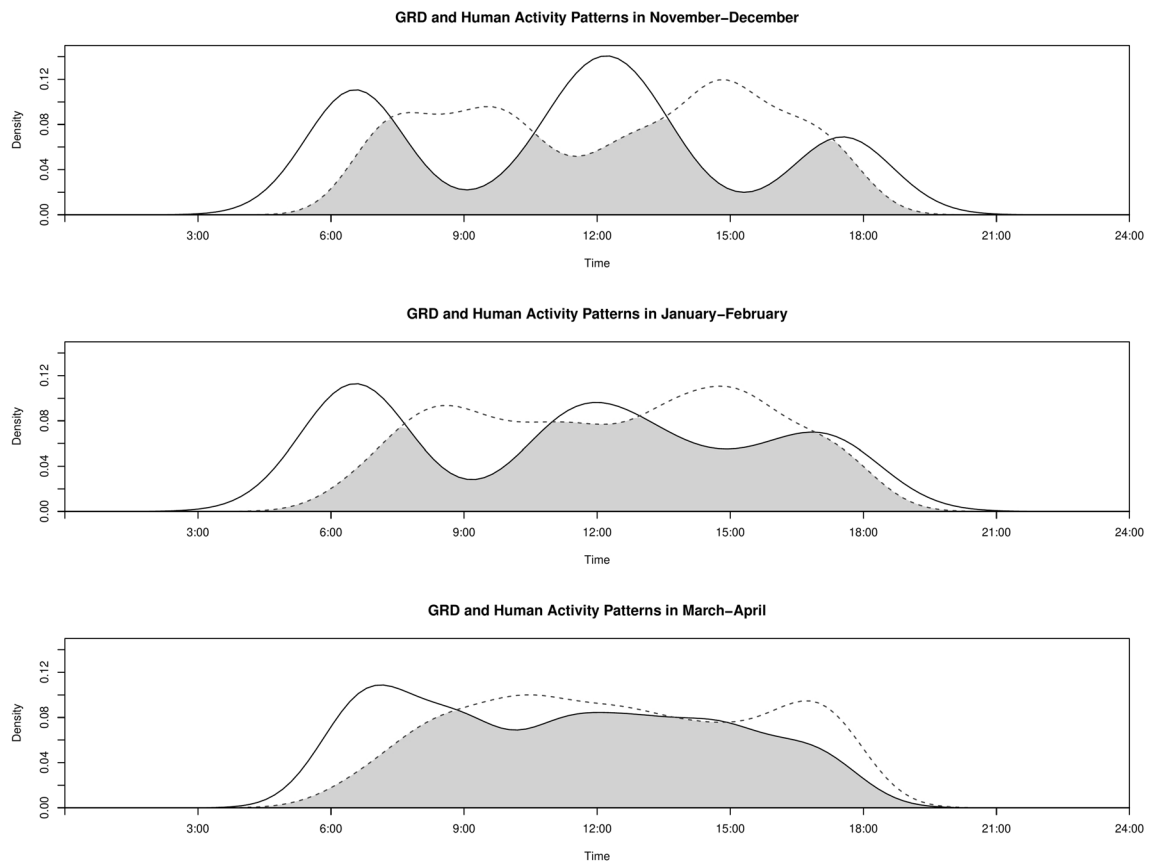 GRD and Human Activity Patterns in November−December
Density
0.00 0.04 0.08 0.12
3:00 6:00 9:00 12:00 15:00 18:00 21:00 24:00
Time
GRD and Human Activity Patterns in January−February
Density
0.00 0.04 0.08 0.12
3:00 6:00 9:00 12:00 15:00 18:00 21:00 24:00
Time
GRD and Human Activity Patterns in March−April
Density
0.00 0.04 0.08 0.12
3:00 6:00 9:00 12:00 15:00 18:00 21:00 24:00
Time